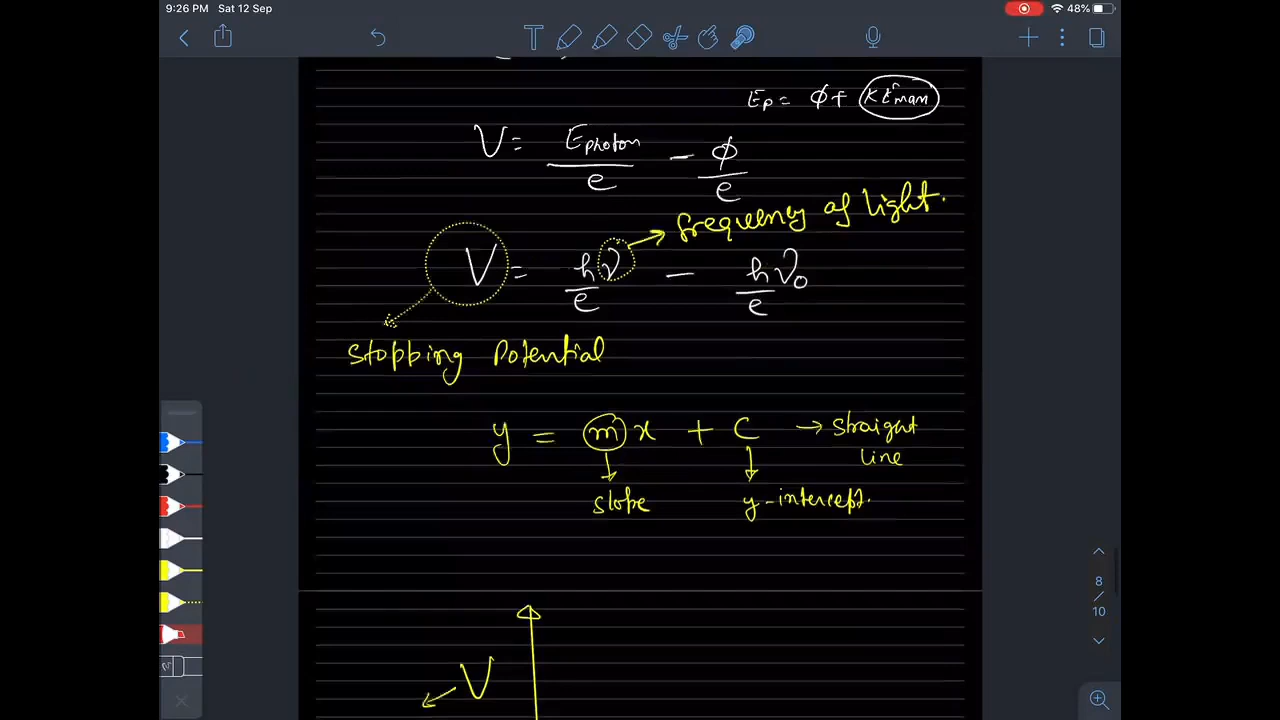 9:26 PM Sat 12 Sep 48%
Ep = φ + KEmax
V = Ephoton/e - φ/e
frequency of light.
V = hν/e - hν₀/e
Stopping Potential
y = mx + C → straight line
slope y-intercept.
8 / 10
V